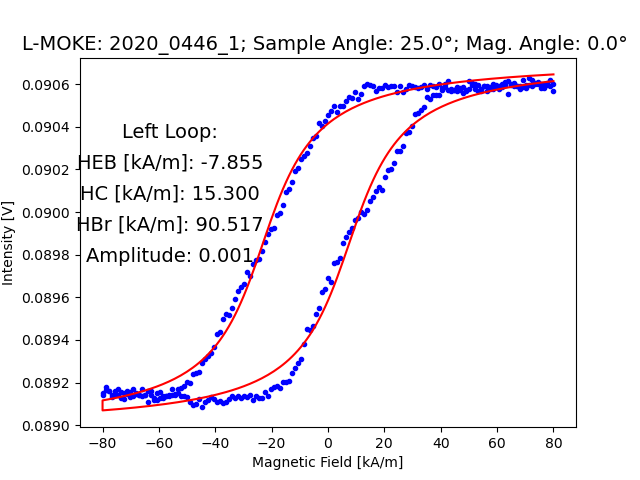 L-MOKE: 2020_0446_1; Sample Angle: 25.0°; Mag. Angle: 0.0°
Intensity [V]
0.0906
0.0904
0.0902
0.0900
0.0898
0.0896
0.0894
0.0892
0.0890
Left Loop:
HEB [kA/m]: -7.855
HC [kA/m]: 15.300
HBr [kA/m]: 90.517
Amplitude: 0.001
−80 −60 −40 −20 0 20 40 60 80
Magnetic Field [kA/m]